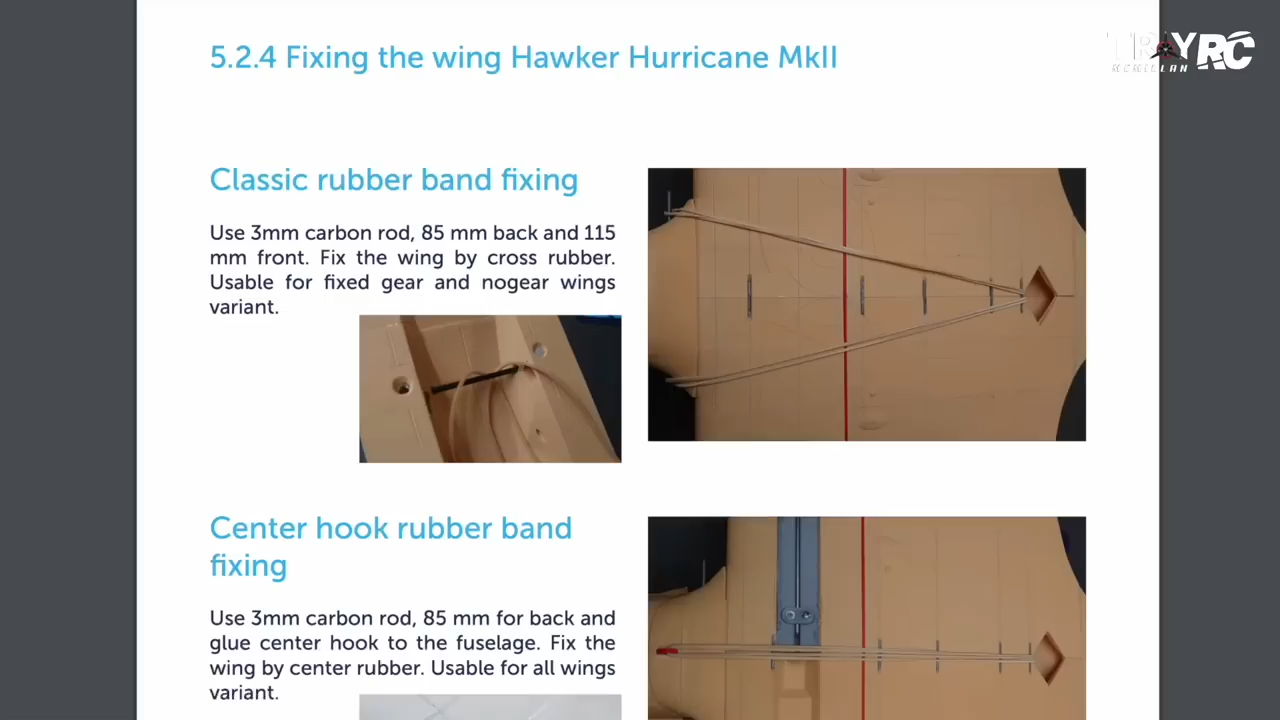 5.2.4 Fixing the wing Hawker Hurricane MkII
TROY RC
MCMILLAN
Classic rubber band fixing
Use 3mm carbon rod, 85 mm back and 115
mm front. Fix the wing by cross rubber.
Usable for fixed gear and nogear wings
variant.
Center hook rubber band
fixing
Use 3mm carbon rod, 85 mm for back and
glue center hook to the fuselage. Fix the
wing by center rubber. Usable for all wings
variant.